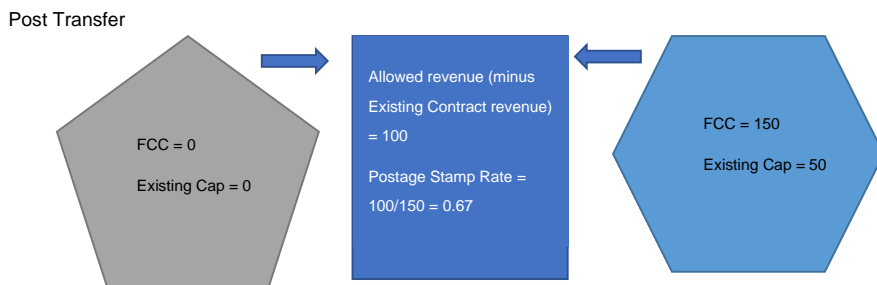 Post Transfer
FCC = 0
Existing Cap = 0
Allowed revenue (minus
Existing Contract revenue)
= 100
Postage Stamp Rate =
100/150 = 0.67
FCC = 150
Existing Cap = 50